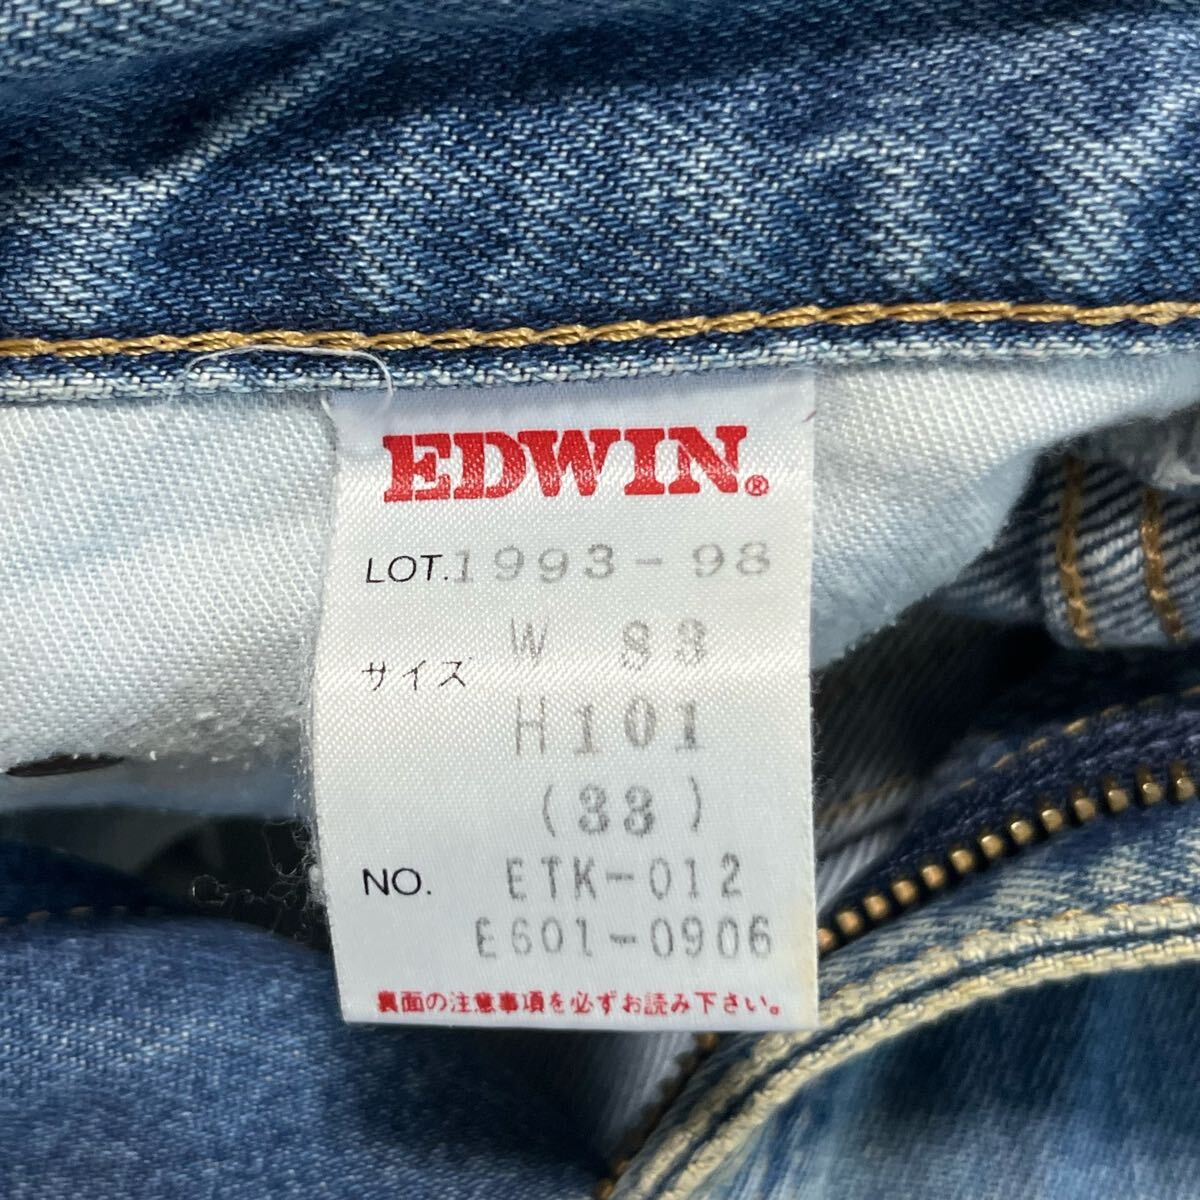 EDWIN®
LOT. 1993-98
サイズ W 83
H101
(33)
NO. ETK-012
E601-0906
裏面の注意事項を必ずお読み下さい。